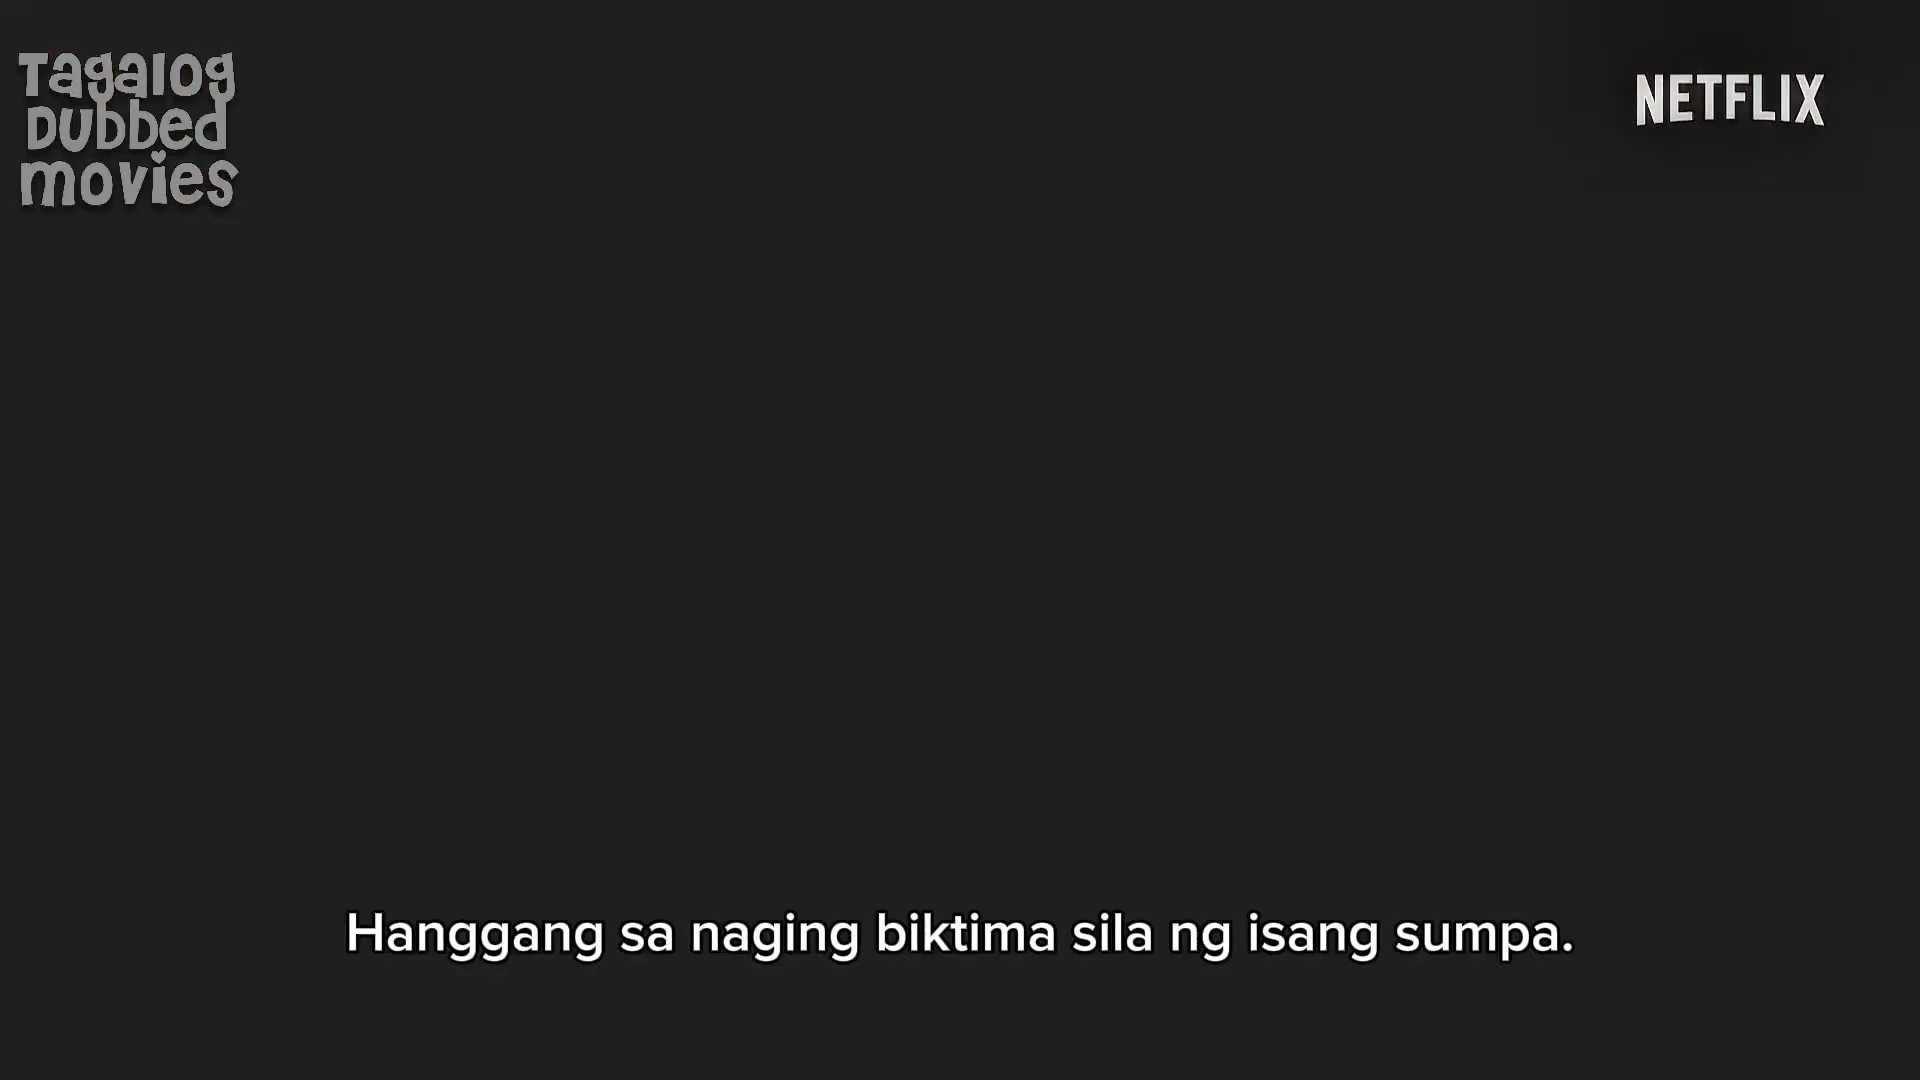 Tagalog
Dubbed
movies
NETFLIX
Hanggang sa naging biktima sila ng isang sumpa.